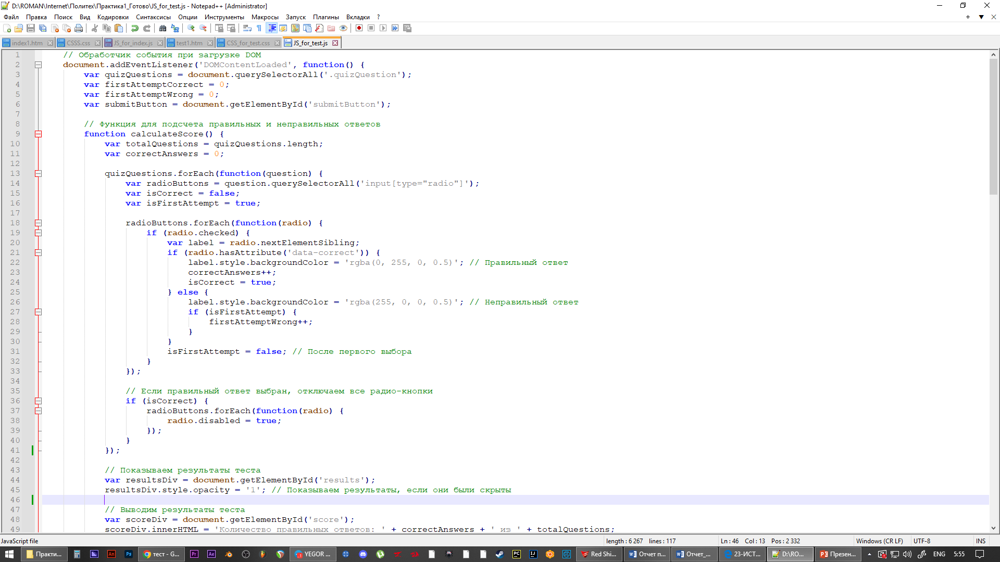 D:\ROMAN\Internet\Политех\Практика1_Готово\JS_for_test.js - Notepad++ [Administrator]
Файл Правка Поиск Вид Кодировки Синтаксисы Опции Инструменты Макросы Запуск Плагины Вкладки ?
index1.htm CSSS.css JS_for_index.js test1.htm CSS_for_test.css JS_for_test.js
1 // Обработчик события при загрузке DOM
2 document.addEventListener('DOMContentLoaded', function() {
3 var quizQuestions = document.querySelectorAll('.quizQuestion');
4 var firstAttemptCorrect = 0;
5 var firstAttemptWrong = 0;
6 var submitButton = document.getElementById('submitButton');
7
8 // Функция для подсчета правильных и неправильных ответов
9 function calculateScore() {
10 var totalQuestions = quizQuestions.length;
11 var correctAnswers = 0;
12
13 quizQuestions.forEach(function(question) {
14 var radioButtons = question.querySelectorAll('input[type="radio"]');
15 var isCorrect = false;
16 var isFirstAttempt = true;
17
18 radioButtons.forEach(function(radio) {
19 if (radio.checked) {
20 var label = radio.nextElementSibling;
21 if (radio.hasAttribute('data-correct')) {
22 label.style.backgroundColor = 'rgba(0, 255, 0, 0.5)'; // Правильный ответ
23 correctAnswers++;
24 isCorrect = true;
25 } else {
26 label.style.backgroundColor = 'rgba(255, 0, 0, 0.5)'; // Неправильный ответ
27 if (isFirstAttempt) {
28 firstAttemptWrong++;
29 }
30 }
31 isFirstAttempt = false; // После первого выбора
32 }
33 });
34
35 // Если правильный ответ выбран, отключаем все радио-кнопки
36 if (isCorrect) {
37 radioButtons.forEach(function(radio) {
38 radio.disabled = true;
39 });
40 }
41 });
42
43 // Показываем результаты теста
44 var resultsDiv = document.getElementById('results');
45 resultsDiv.style.opacity = '1'; // Показываем результаты, если они были скрыты
46
47 // Выводим результаты теста
48 var scoreDiv = document.getElementById('score');
49 scoreDiv.innerHTML = 'Количество правильных ответов: ' + correctAnswers + ' из ' + totalQuestions;
JavaScript file length : 6 267 lines : 117 Ln : 46 Col : 13 Pos : 2 332 Windows (CR LF) UTF-8 INS
Практи... тест - G... YEGOR ... Red Shi... Отчет п... Отчет_... 23-ИСТ... D:\RO... Презен... ENG 5:55